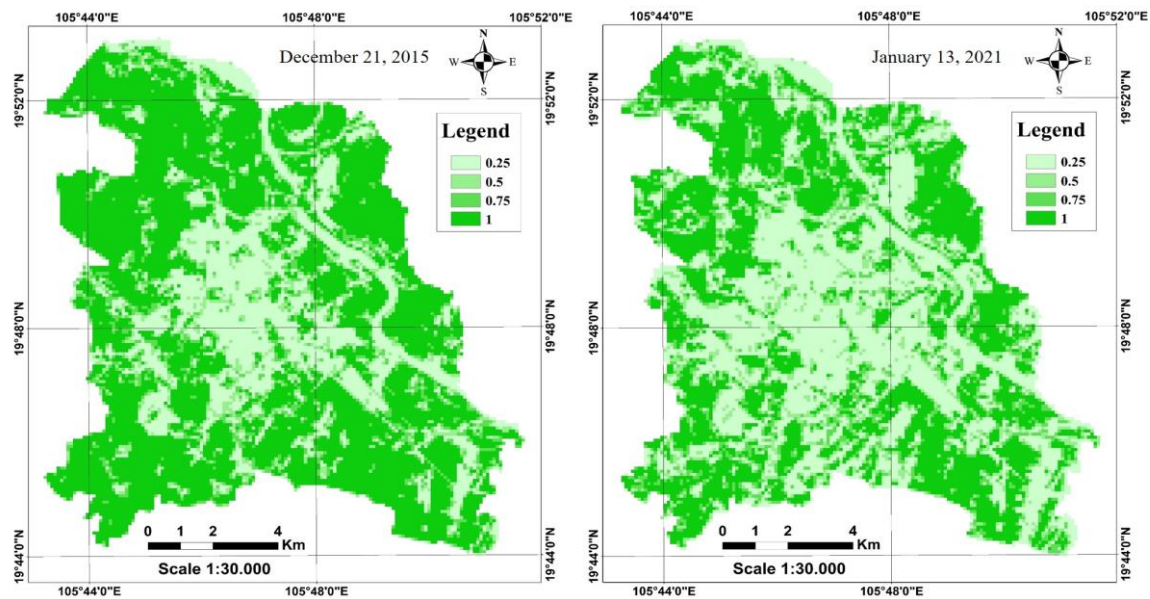 105°44'0"E 105°48'0"E 105°52'0"E
December 21, 2015
N
W E
S
19°52'0"N 19°52'0"N
Legend
0.25
0.5
0.75
1
19°48'0"N 19°48'0"N
0 1 2 4
Km
Scale 1:30.000
19°44'0"N 19°44'0"N
105°44'0"E 105°48'0"E
105°44'0"E 105°48'0"E 105°52'0"E
January 13, 2021
N
W E
S
19°52'0"N 19°52'0"N
Legend
0.25
0.5
0.75
1
19°48'0"N 19°48'0"N
0 1 2 4
Km
Scale 1:30.000
19°44'0"N 19°44'0"N
105°44'0"E 105°48'0"E